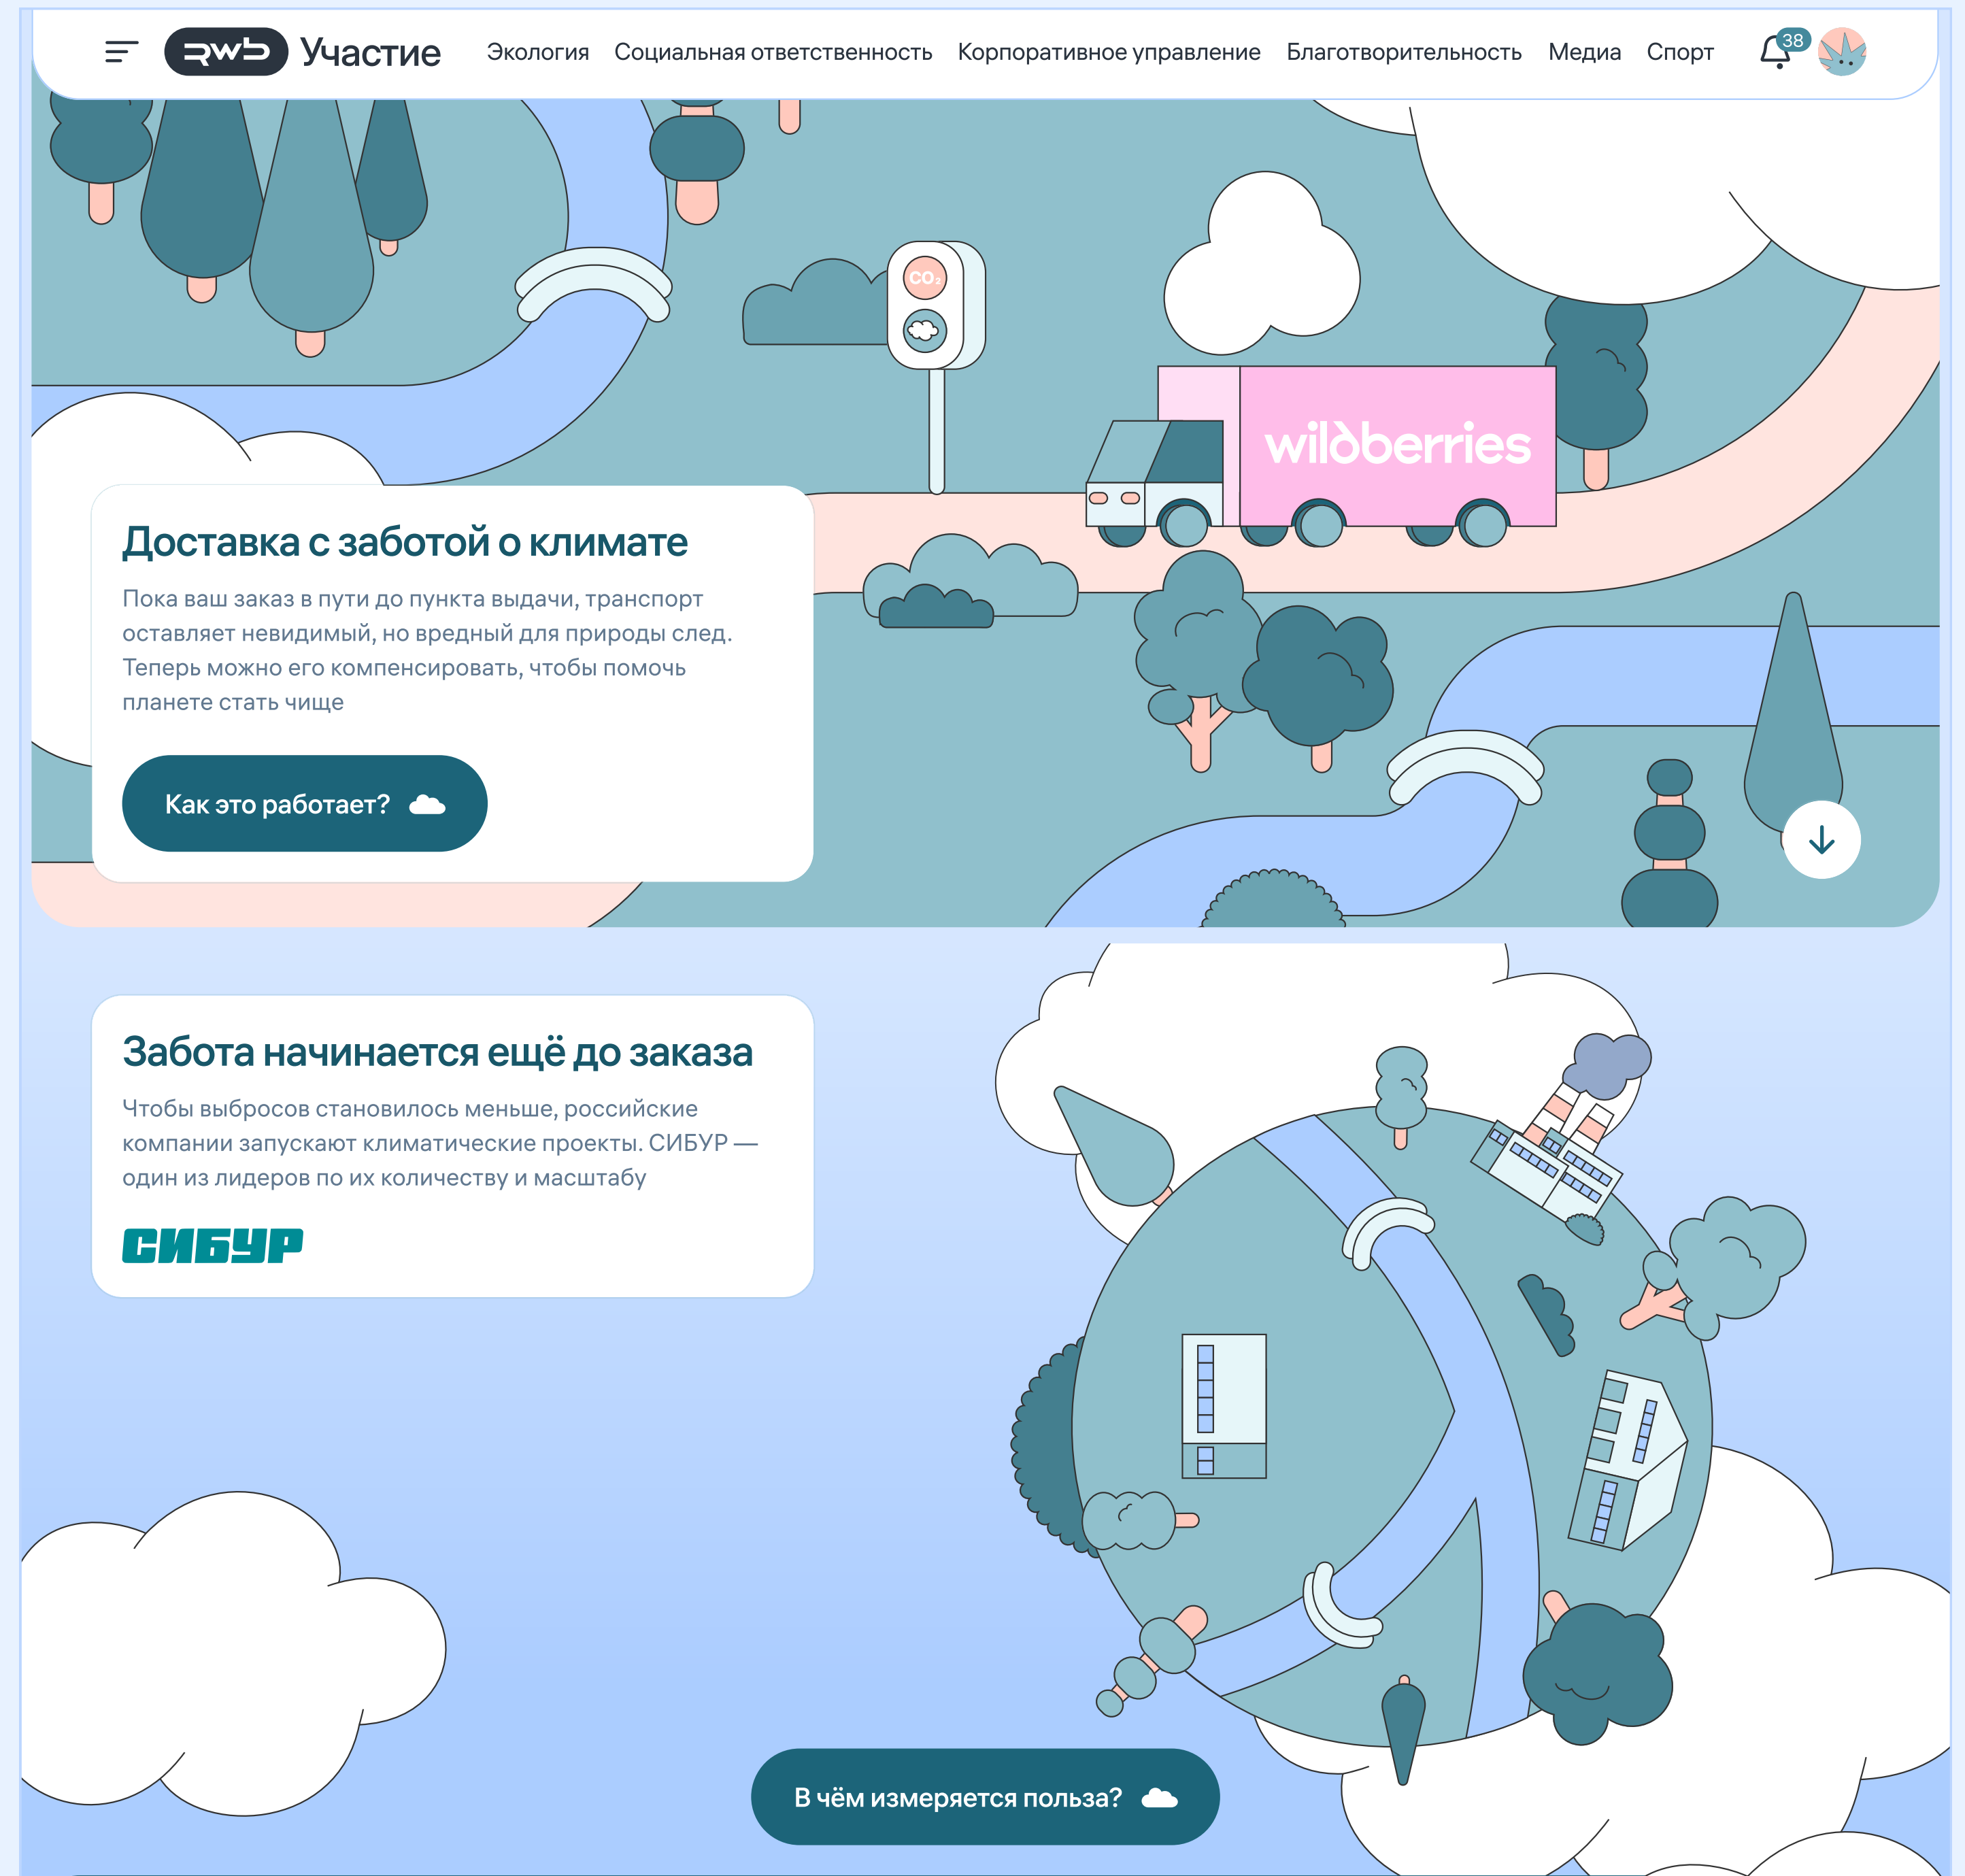 RWB Участие Экология Социальная ответственность Корпоративное управление Благотворительность Медиа Спорт 38
CO₂
wildberries
Доставка с заботой о климате
Пока ваш заказ в пути до пункта выдачи, транспорт
оставляет невидимый, но вредный для природы след.
Теперь можно его компенсировать, чтобы помочь
планете стать чище
Как это работает?
Забота начинается ещё до заказа
Чтобы выбросов становилось меньше, российские
компании запускают климатические проекты. СИБУР —
один из лидеров по их количеству и масштабу
СИБУР
В чём измеряется польза?